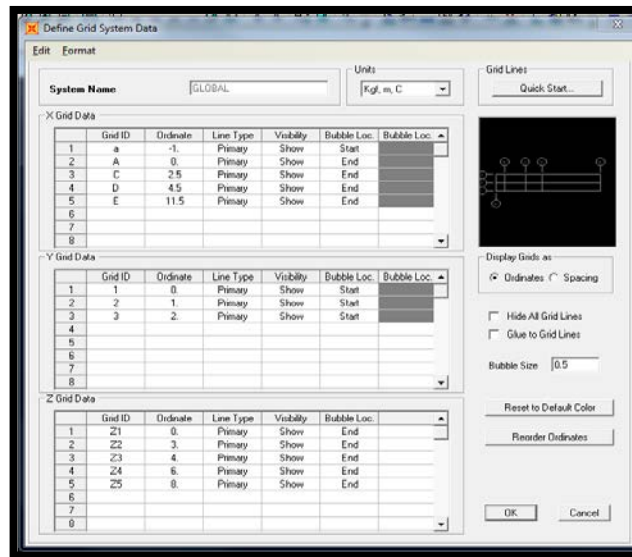 Define Grid System Data
Edit Format
System Name GLOBAL
Units
Kgf, m, C
Grid Lines
Quick Start...
X Grid Data
Grid ID Ordinate Line Type Visibility Bubble Loc. Bubble Loc.
1 a -1. Primary Show Start
2 A 0. Primary Show End
3 C 2.5 Primary Show End
4 D 4.5 Primary Show End
5 E 11.5 Primary Show End
6
7
8
Y Grid Data
Grid ID Ordinate Line Type Visibility Bubble Loc. Bubble Loc.
1 1 0. Primary Show Start
2 2 1. Primary Show Start
3 3 2. Primary Show Start
4
5
6
7
8
Z Grid Data
Grid ID Ordinate Line Type Visibility Bubble Loc.
1 Z1 0. Primary Show End
2 Z2 3. Primary Show End
3 Z3 4. Primary Show End
4 Z4 6. Primary Show End
5 Z5 8. Primary Show End
6
7
8
Display Grids as
Ordinates Spacing
Hide All Grid Lines
Glue to Grid Lines
Bubble Size 0.5
Reset to Default Color
Reorder Ordinates
OK Cancel